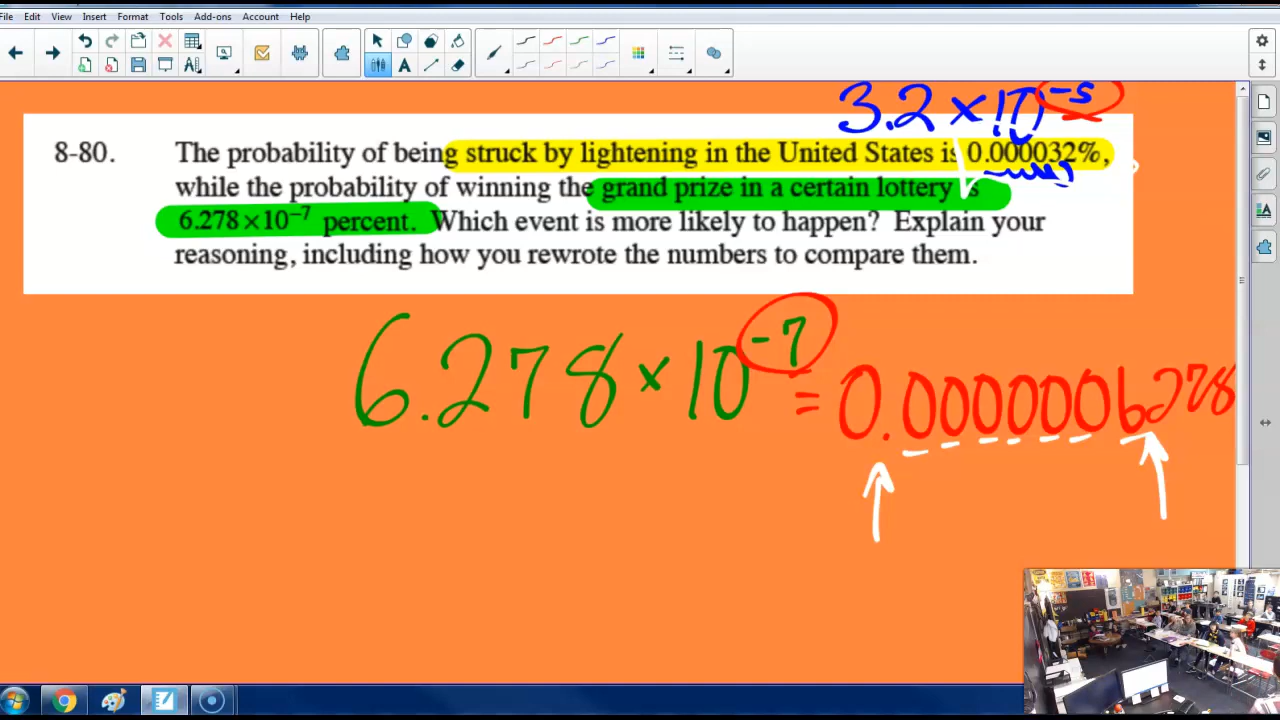 File Edit View Insert Format Tools Add-ons Account Help
3.2 × 10⁻⁵
8-80. The probability of being struck by lightening in the United States is 0.000032%,
while the probability of winning the grand prize in a certain lottery is
6.278×10⁻⁷ percent. Which event is more likely to happen? Explain your
reasoning, including how you rewrote the numbers to compare them.
6.278 × 10⁻⁷ = 0.0000006278